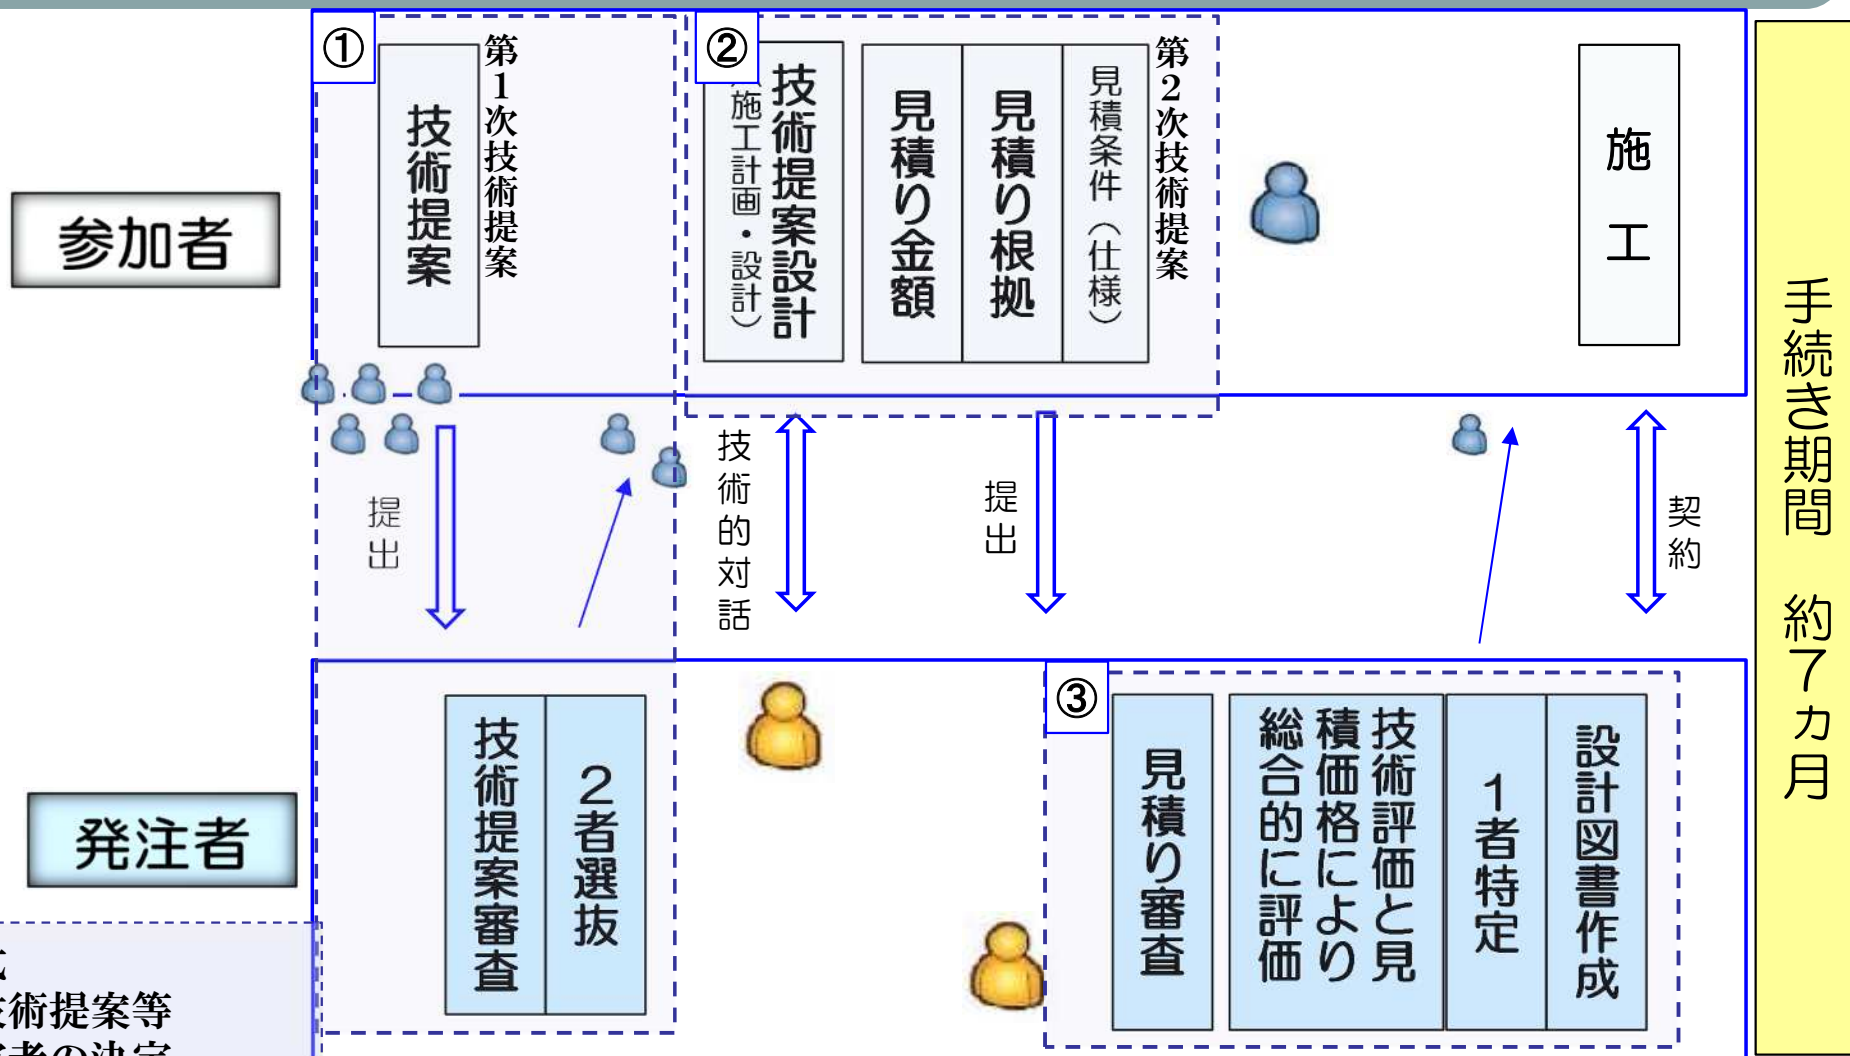 ①
技術提案
第１次技術提案
②
技術提案設計
（施工計画・設計）
見積り金額
見積り根拠
見積条件（仕様）
第２次技術提案
施工
参加者
提出
技術的対話
提出
契約
手続き期間　約７ヵ月
発注者
技術提案審査
２者選抜
③
見積り審査
技術評価と見
積価格により
総合的に評価
１者特定
設計図書作成
術提案等
者の決定